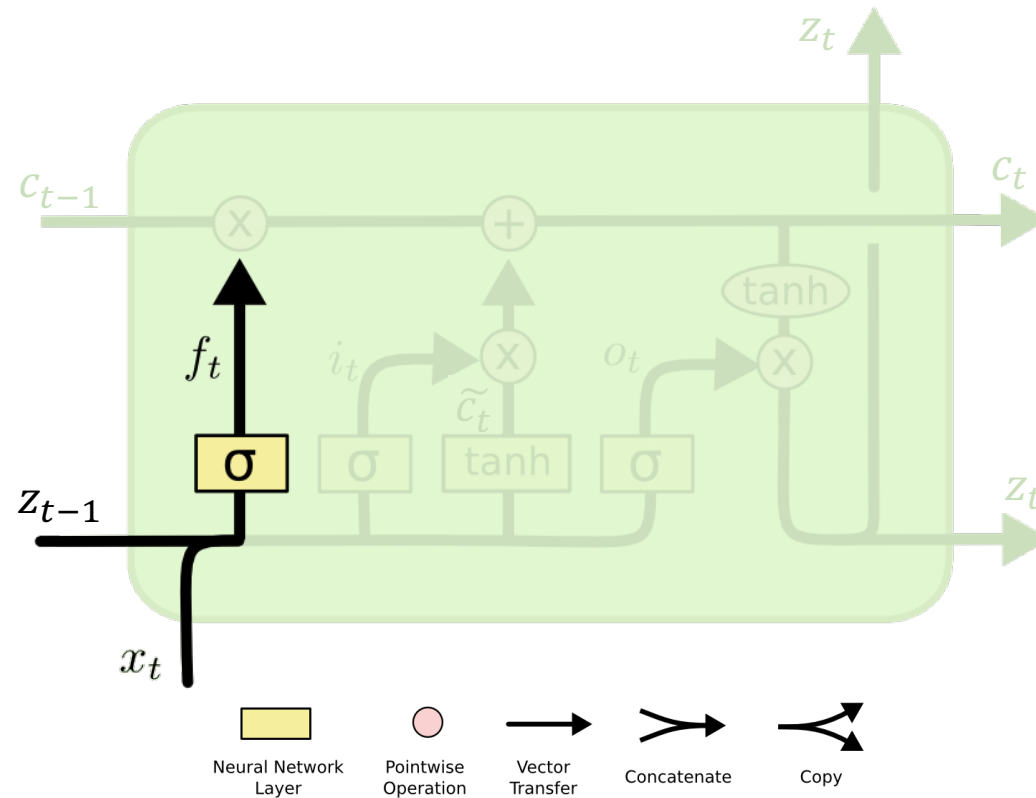 z_t
c_{t-1}
c_t
x
+
tanh
f_t
i_t
x
o_t
x
\tilde{c}_t
σ
σ
tanh
σ
z_{t-1}
z_t
x_t
Neural Network
Layer
Pointwise
Operation
Vector
Transfer
Concatenate
Copy